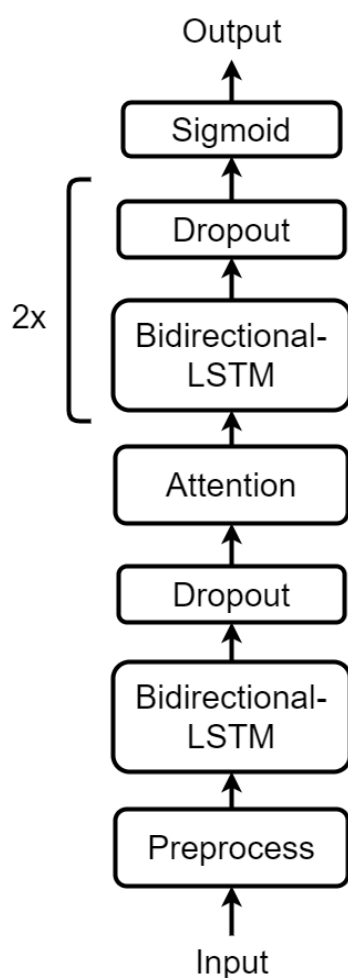 Output
Sigmoid
Dropout
2x
Bidirectional-
LSTM
Attention
Dropout
Bidirectional-
LSTM
Preprocess
Input